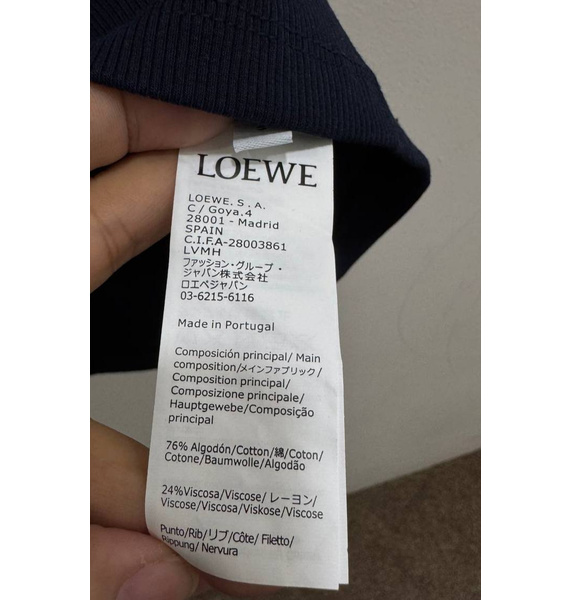 LOEWE
LOEWE. S. A.
C / Goya.4
28001 - Madrid
SPAIN
C.I.F.A-28003861
LVMH
ファッション・グループ・
ジャパン株式会社
ロエベジャパン
03-6215-6116
Made in Portugal
Composición principal/ Main
composition/メインファブリック/
Composition principal/
Composizione principale/
Hauptgewebe/Composição
principal
76% Algodón/Cotton/綿/Coton/
Cotone/Baumwolle/Algodão
24%Viscosa/Viscose/ レーヨン/
Viscose/Viscosa/Viskose/Viscose
Punto/Rib/リブ/Côte/ Filetto/
Rippung/ Nervura